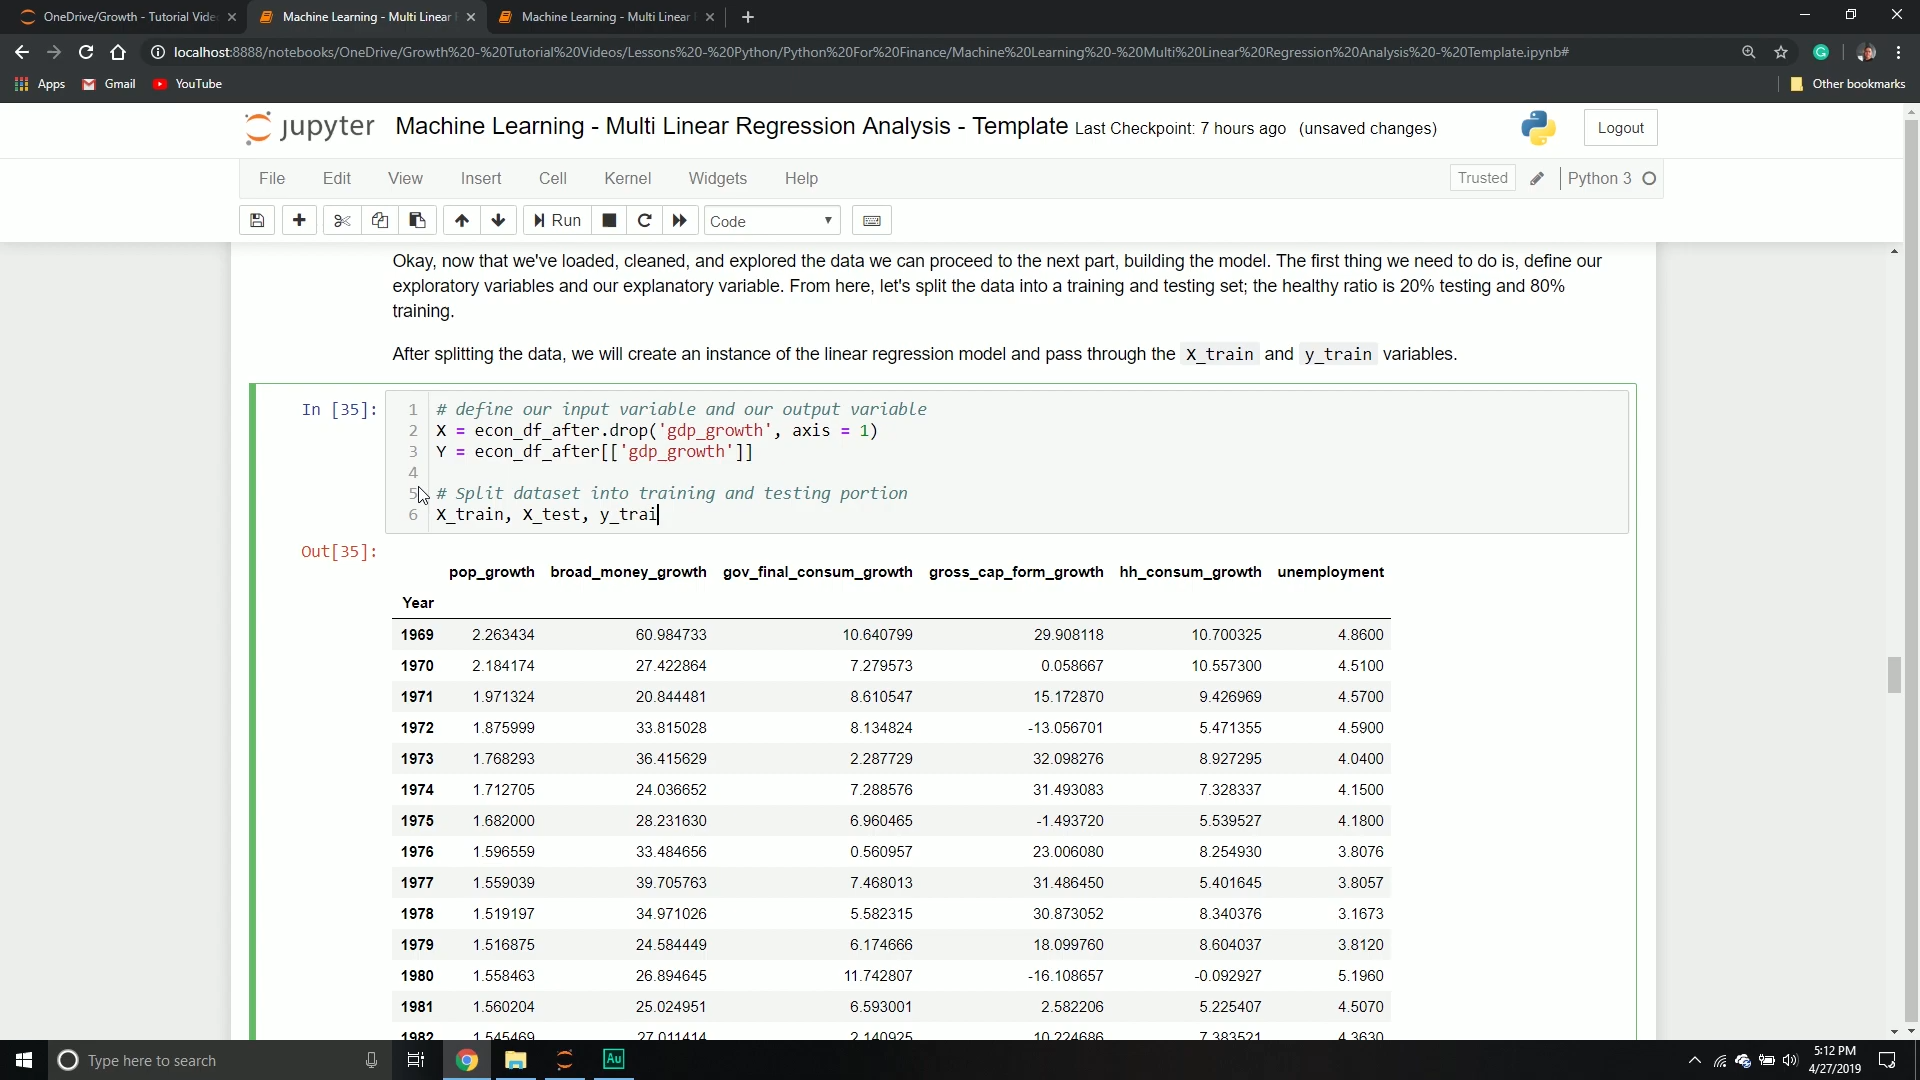 OneDrive/Growth - Tutorial Vide
Machine Learning - Multi Linear
Machine Learning - Multi Linear
localhost:8888/notebooks/OneDrive/Growth%20-%20Tutorial%20Videos/Lessons%20-%20Python/Python%20For%20Finance/Machine%20Learning%20-%20Multi%20Linear%20Regression%20Analysis%20-%20Template.ipynb#
Apps Gmail YouTube Other bookmarks
jupyter Machine Learning - Multi Linear Regression Analysis - Template Last Checkpoint: 7 hours ago (unsaved changes) Logout
File Edit View Insert Cell Kernel Widgets Help Trusted Python 3
Run Code
Okay, now that we've loaded, cleaned, and explored the data we can proceed to the next part, building the model. The first thing we need to do is, define our
exploratory variables and our explanatory variable. From here, let's split the data into a training and testing set; the healthy ratio is 20% testing and 80%
training.
After splitting the data, we will create an instance of the linear regression model and pass through the X_train and y_train variables.
In [35]: 1 # define our input variable and our output variable
2 X = econ_df_after.drop('gdp_growth', axis = 1)
3 Y = econ_df_after[['gdp_growth']]
4
5 # Split dataset into training and testing portion
6 X_train, X_test, y_trai
Out[35]:
pop_growth broad_money_growth gov_final_consum_growth gross_cap_form_growth hh_consum_growth unemployment
Year
1969 2.263434 60.984733 10.640799 29.908118 10.700325 4.8600
1970 2.184174 27.422864 7.279573 0.058667 10.557300 4.5100
1971 1.971324 20.844481 8.610547 15.172870 9.426969 4.5700
1972 1.875999 33.815028 8.134824 -13.056701 5.471355 4.5900
1973 1.768293 36.415629 2.287729 32.098276 8.927295 4.0400
1974 1.712705 24.036652 7.288576 31.493083 7.328337 4.1500
1975 1.682000 28.231630 6.960465 -1.493720 5.539527 4.1800
1976 1.596559 33.484656 0.560957 23.006080 8.254930 3.8076
1977 1.559039 39.705763 7.468013 31.486450 5.401645 3.8057
1978 1.519197 34.971026 5.582315 30.873052 8.340376 3.1673
1979 1.516875 24.584449 6.174666 18.099760 8.604037 3.8120
1980 1.558463 26.894645 11.742807 -16.108657 -0.092927 5.1960
1981 1.560204 25.024951 6.593001 2.582206 5.225407 4.5070
1982 1.545469 27.011414 2.140925 10.224686 7.383521 4.3630
Type here to search
Au
5:12 PM
4/27/2019